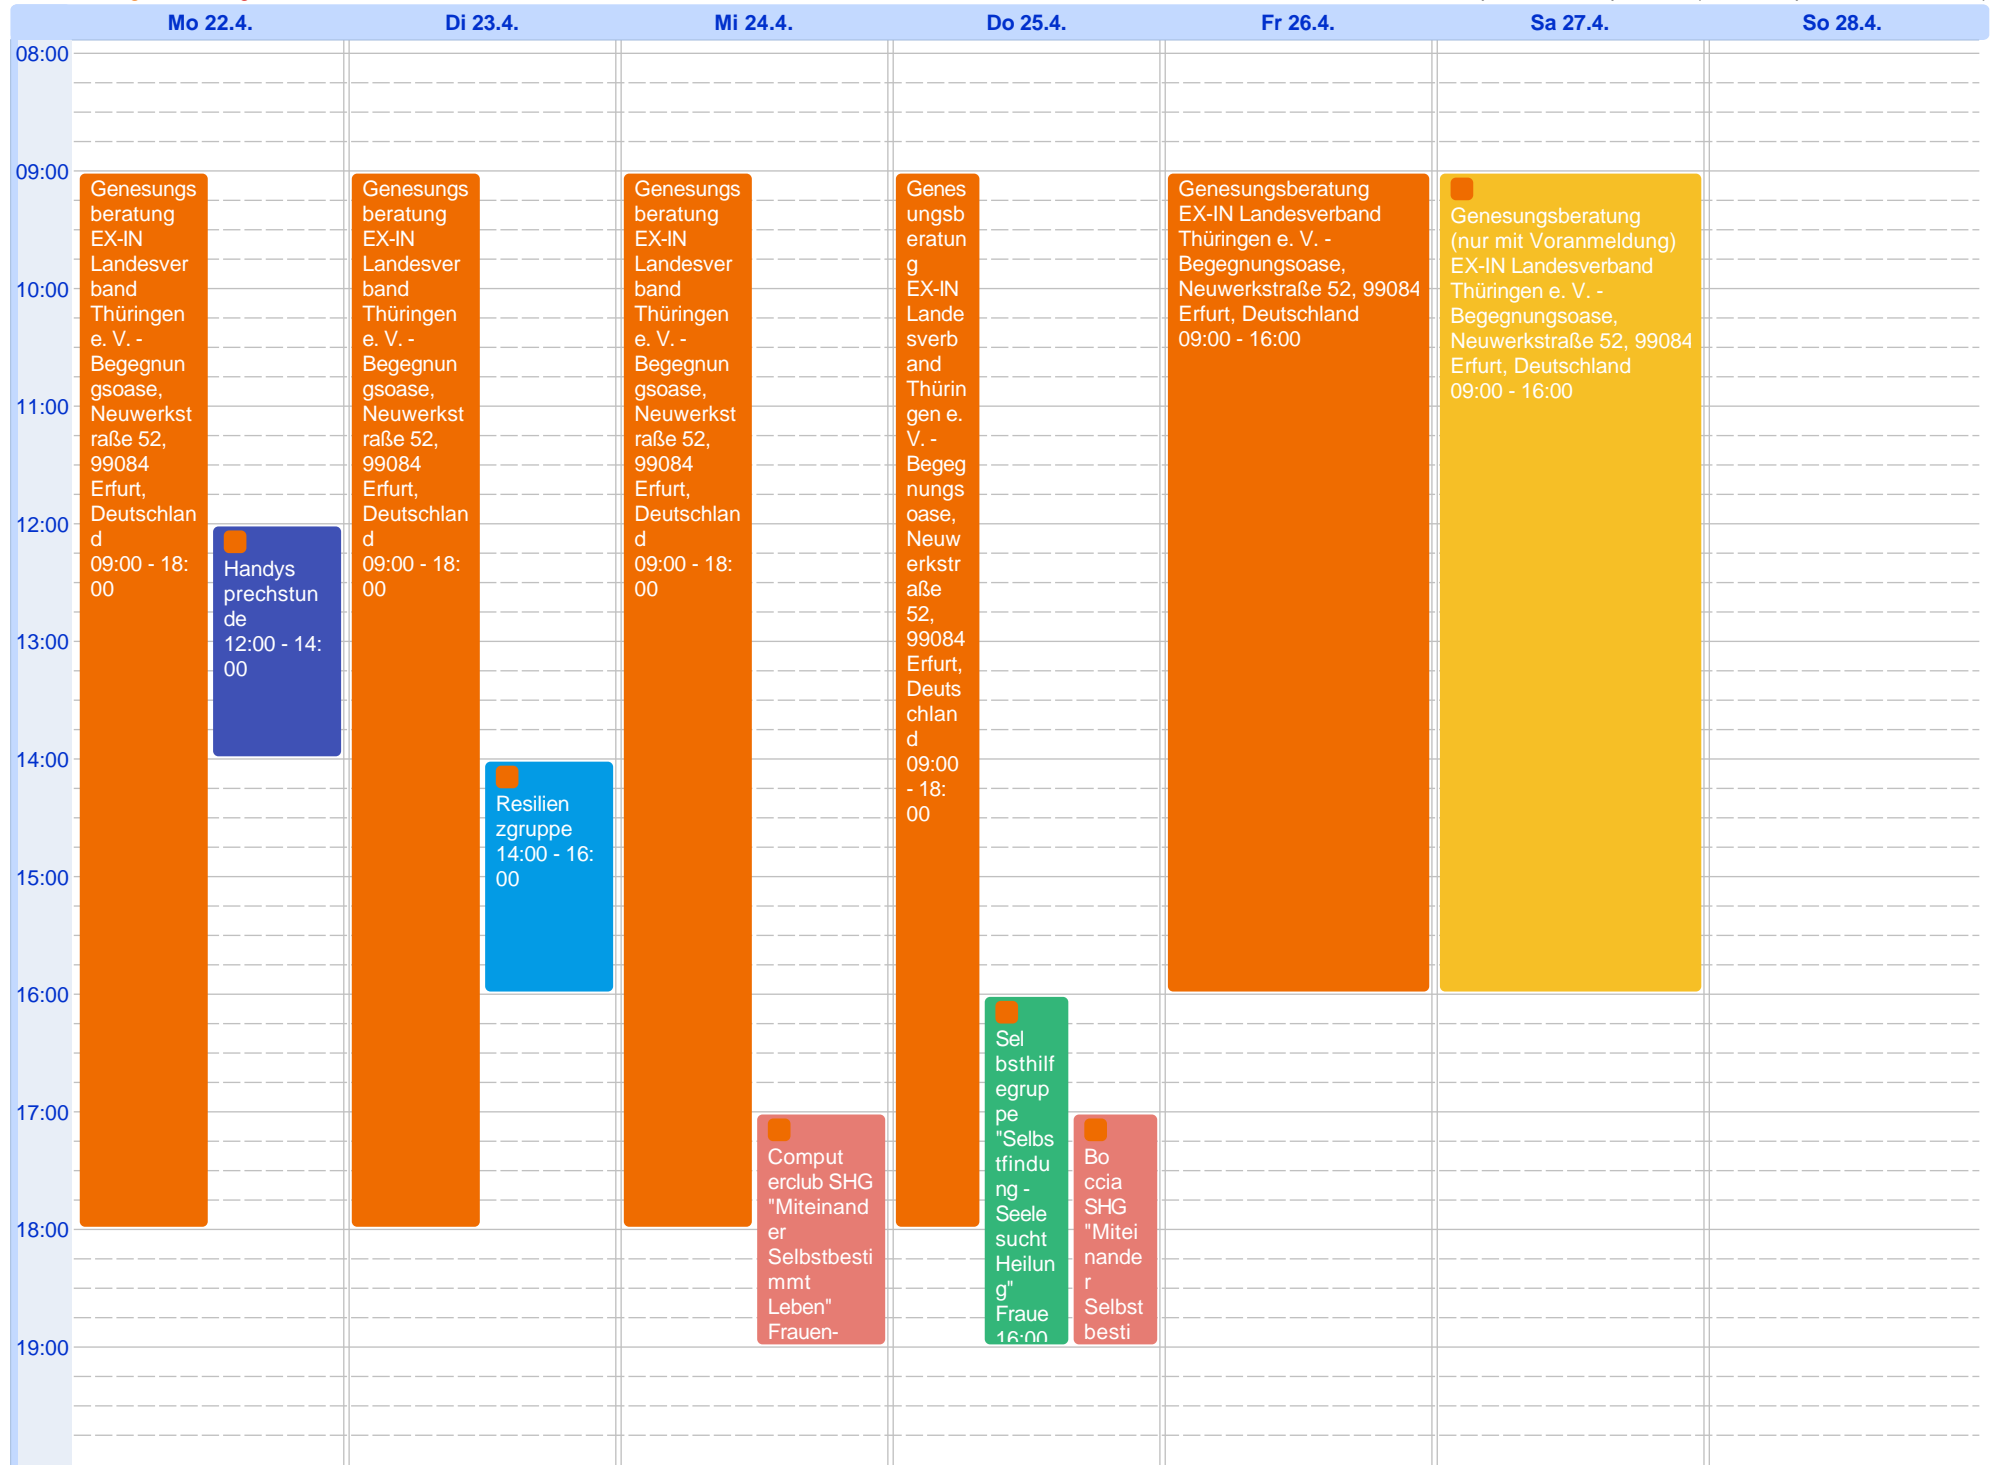 Mo 22.4.
Di 23.4.
Mi 24.4.
Do 25.4.
Fr 26.4.
Sa 27.4.
So 28.4.
08:00
09:00
10:00
11:00
12:00
13:00
14:00
15:00
16:00
17:00
18:00
19:00
Genesungs
beratung
EX-IN
Landesver
band
Thüringen
e. V. -
Begegnun
gsoase,
Neuwerkst
raße 52,
99084
Erfurt,
Deutschlan
d
09:00 - 18:
00
Handys
prechstun
de
12:00 - 14:
00
Genesungs
beratung
EX-IN
Landesver
band
Thüringen
e. V. -
Begegnun
gsoase,
Neuwerkst
raße 52,
99084
Erfurt,
Deutschlan
d
09:00 - 18:
00
Resilien
zgruppe
14:00 - 16:
00
Genesungs
beratung
EX-IN
Landesver
band
Thüringen
e. V. -
Begegnun
gsoase,
Neuwerkst
raße 52,
99084
Erfurt,
Deutschlan
d
09:00 - 18:
00
Comput
erclub SHG
"Miteinand
er
Selbstbesti
mmt
Leben"
Frauen-
Genes
ungsb
eratun
g
EX-IN
Lande
sverb
and
Thürin
gen e.
V. -
Begeg
nungs
oase,
Neuw
erkstr
aße
52,
99084
Erfurt,
Deuts
chlan
d
09:00
- 18:
00
Sel
bsthilf
egrup
pe
"Selbs
tfindu
ng -
Seele
sucht
Heilun
g"
Fraue
16:00
Bo
ccia
SHG
"Mitei
nande
r
Selbst
besti
Genesungsberatung
EX-IN Landesverband
Thüringen e. V. -
Begegnungsoase,
Neuwerkstraße 52, 99084
Erfurt, Deutschland
09:00 - 16:00
Genesungsberatung
(nur mit Voranmeldung)
EX-IN Landesverband
Thüringen e. V. -
Begegnungsoase,
Neuwerkstraße 52, 99084
Erfurt, Deutschland
09:00 - 16:00